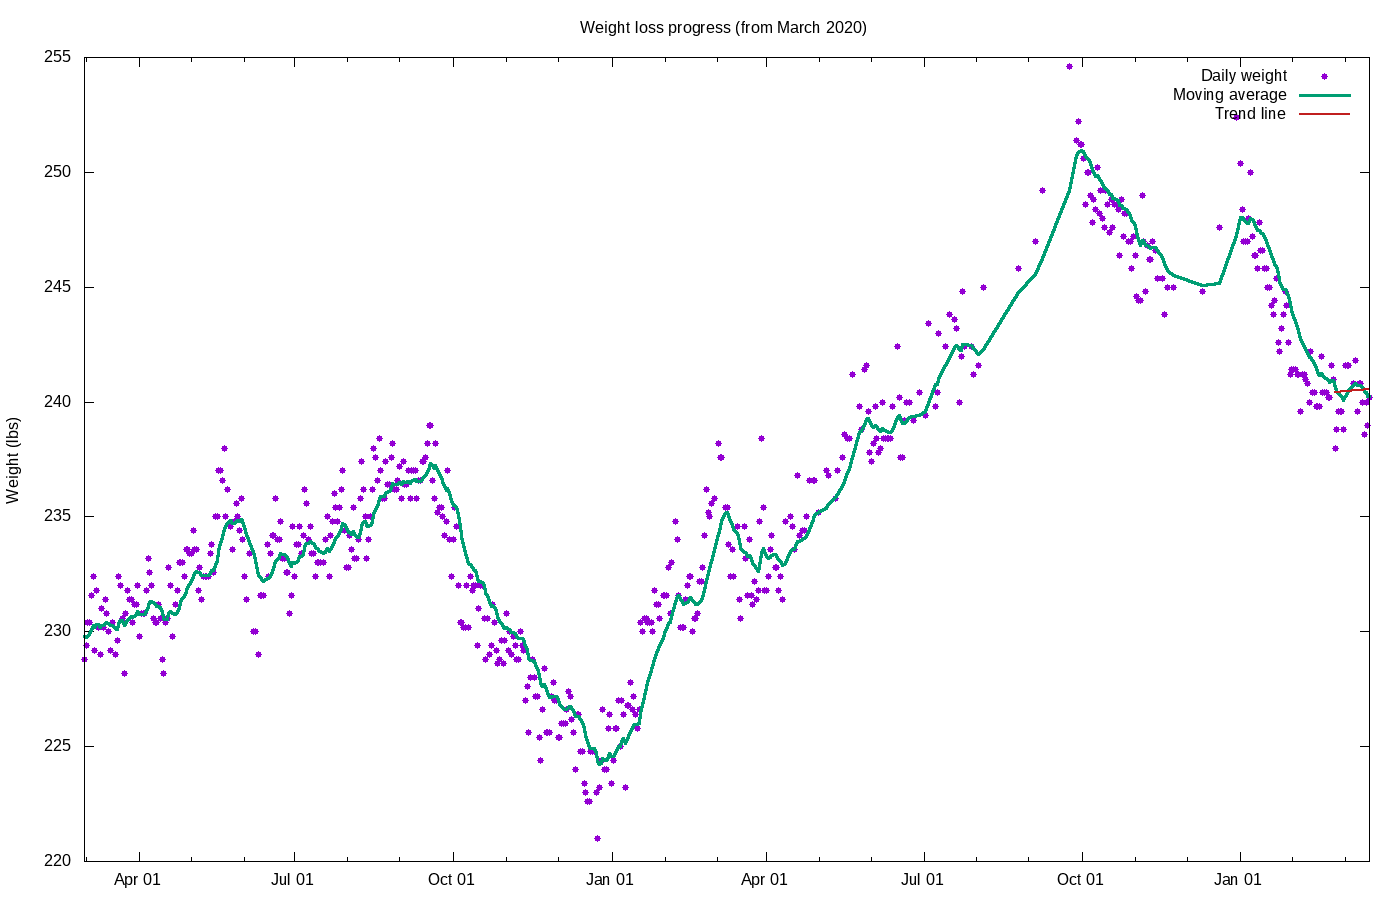 Weight loss progress (from March 2020)
Daily weight
Moving average
Trend line
Weight (lbs)
255
250
245
240
235
230
225
220
Apr 01 Jul 01 Oct 01 Jan 01 Apr 01 Jul 01 Oct 01 Jan 01